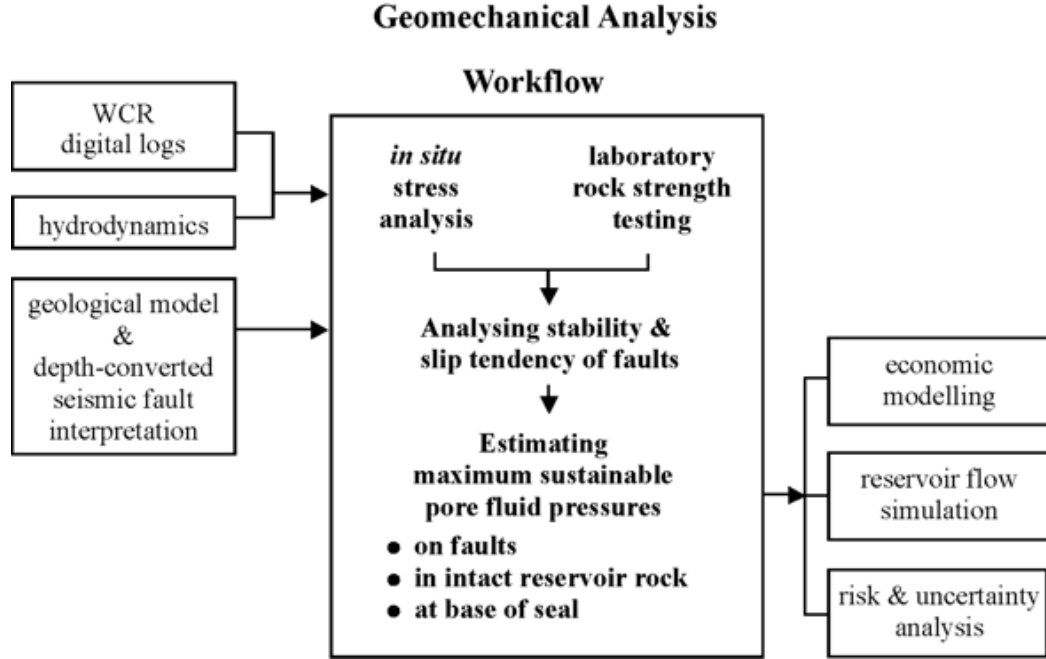 Geomechanical Analysis
Workflow
WCR
digital logs
hydrodynamics
geological model
&
depth-converted
seismic fault
interpretation
in situ
stress
analysis
laboratory
rock strength
testing
Analysing stability &
slip tendency of faults
Estimating
maximum sustainable
pore fluid pressures
● on faults
● in intact reservoir rock
● at base of seal
economic
modelling
reservoir flow
simulation
risk & uncertainty
analysis